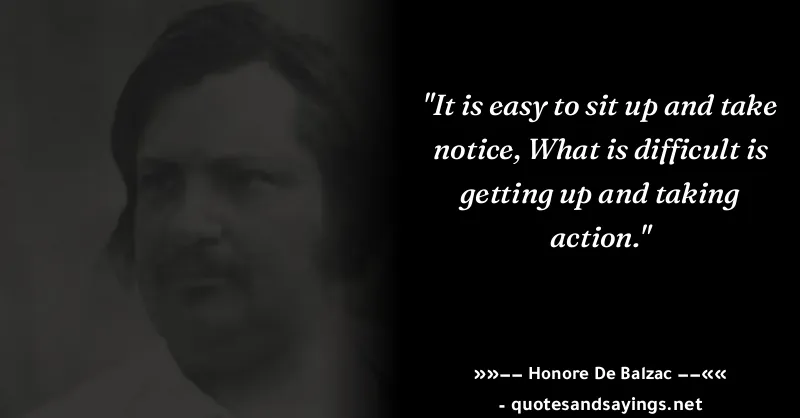 "It is easy to sit up and take
notice, What is difficult is
getting up and taking
action."
»»−− Honore De Balzac −−««
- quotesandsayings.net